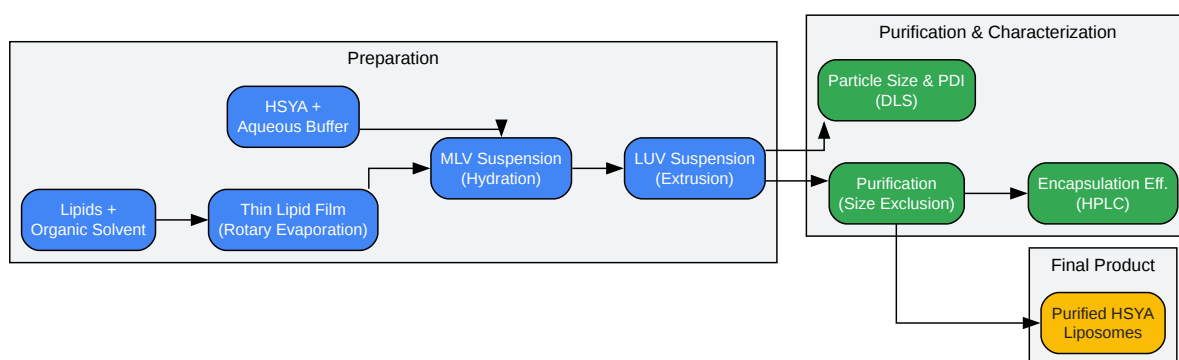 Preparation
HSYA +
Aqueous Buffer
Lipids +
Organic Solvent
Thin Lipid Film
(Rotary Evaporation)
MLV Suspension
(Hydration)
LUV Suspension
(Extrusion)
Purification & Characterization
Particle Size & PDI
(DLS)
Purification
(Size Exclusion)
Encapsulation Eff.
(HPLC)
Final Product
Purified HSYA
Liposomes